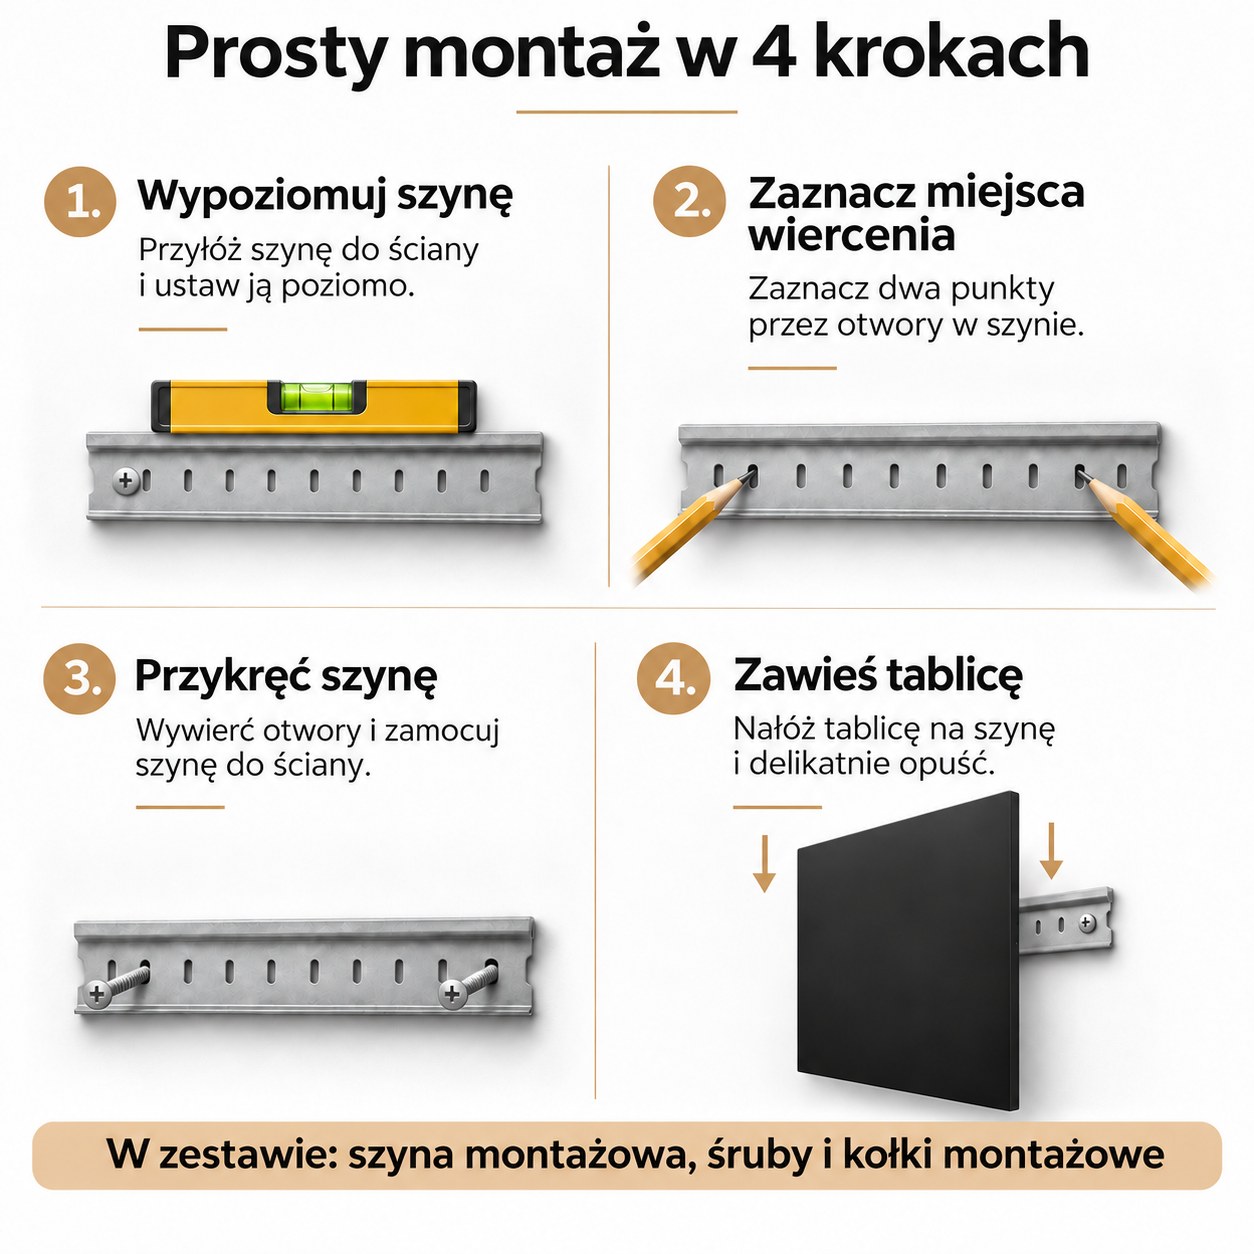 Prosty montaż w 4 krokach
1.
Wypoziomuj szynę
Przyłóż szynę do ściany
i ustaw ją poziomo.
2.
Zaznacz miejsca
wiercenia
Zaznacz dwa punkty
przez otwory w szynie.
3.
Przykręć szynę
Wywierć otwory i zamocuj
szynę do ściany.
4.
Zawieś tablicę
Nałóż tablicę na szynę
i delikatnie opuść.
W zestawie: szyna montażowa, śruby i kołki montażowe